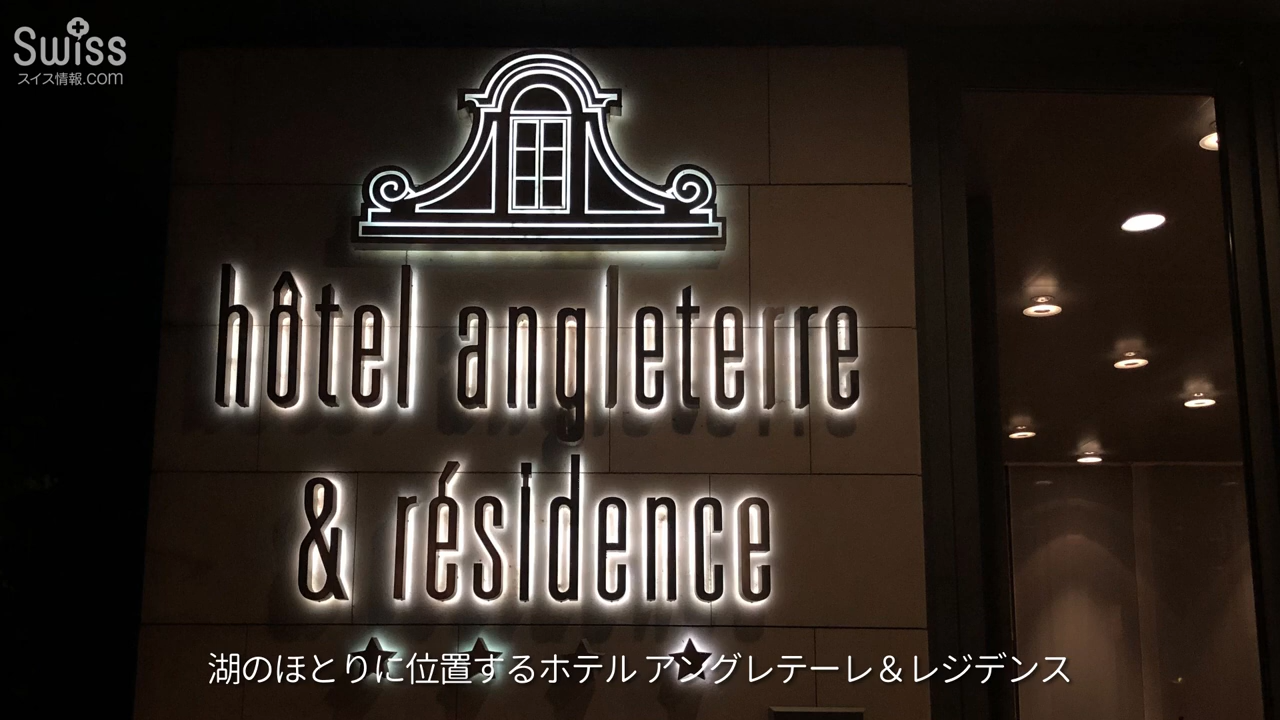 Swiss
スイス情報.com
hôtel angleterre
& résidence
湖のほとりに位置するホテル アングレテーレ＆レジデンス